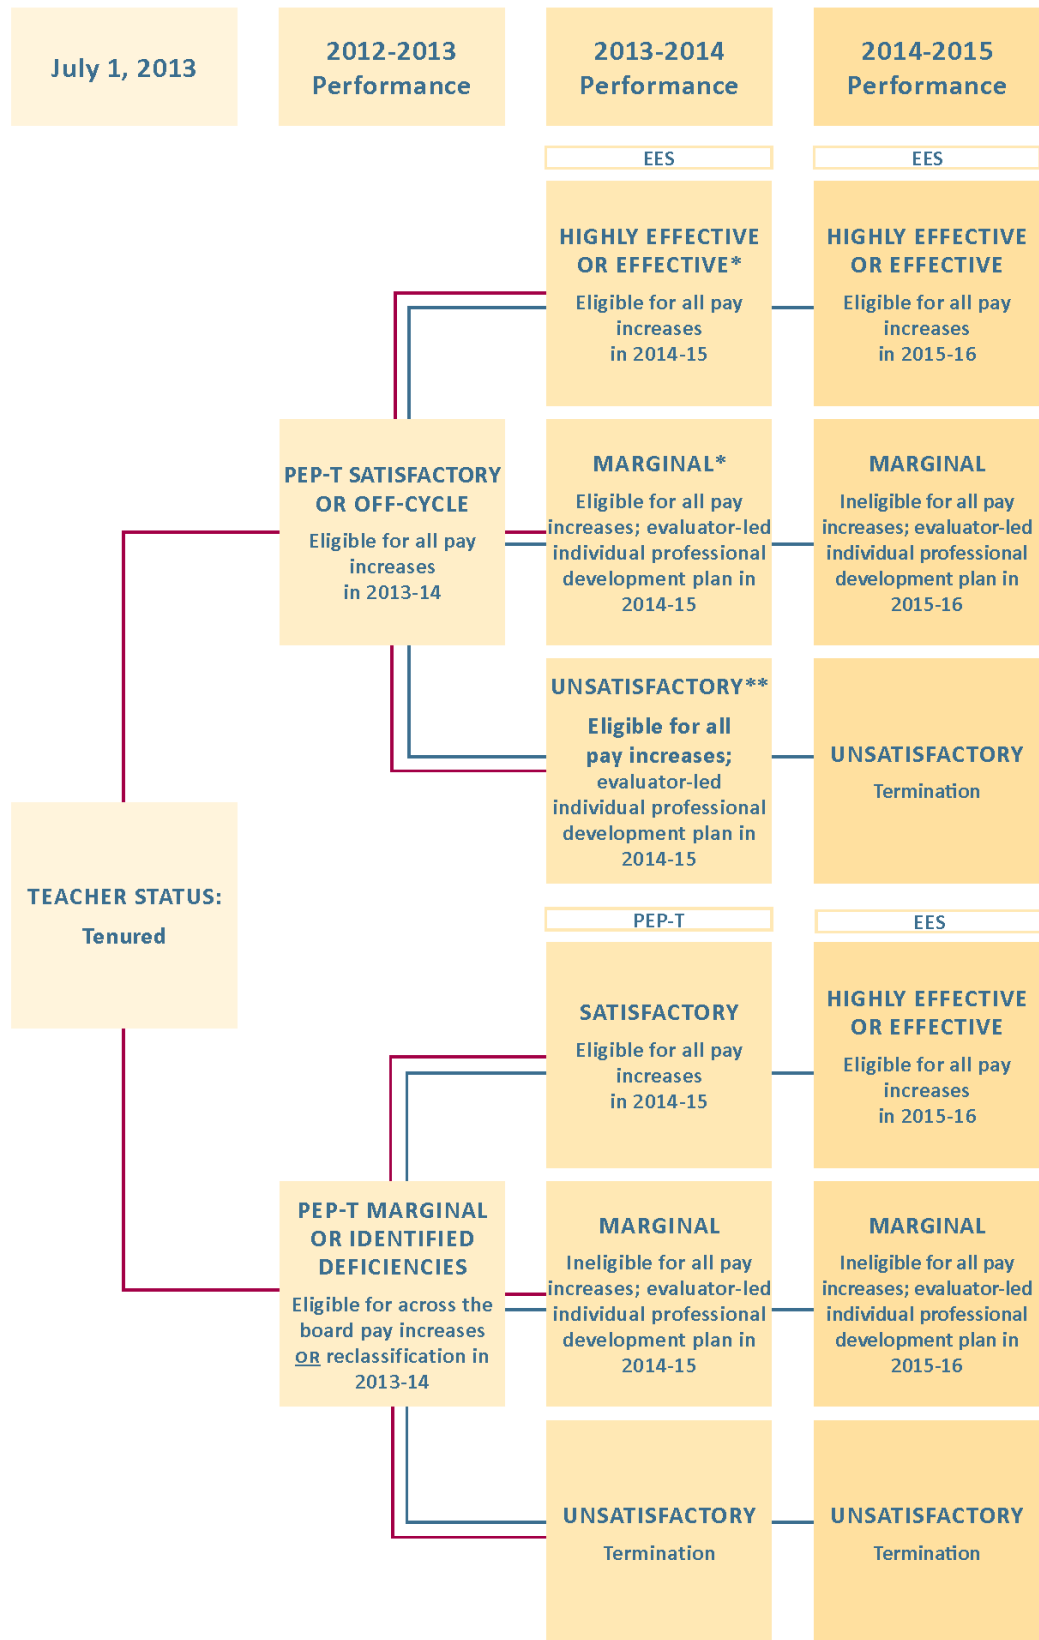 July 1, 2013
2012-2013
Performance
2013-2014
Performance
2014-2015
Performance
EES
EES
HIGHLY EFFECTIVE
OR EFFECTIVE*
Eligible for all pay
increases
in 2014-15
HIGHLY EFFECTIVE
OR EFFECTIVE
Eligible for all pay
increases
in 2015-16
PEP-T SATISFACTORY
OR OFF-CYCLE
Eligible for all pay
increases
in 2013-14
MARGINAL*
Eligible for all pay
increases; evaluator-led
individual professional
development plan in
2014-15
MARGINAL
Ineligible for all pay
increases; evaluator-led
individual professional
development plan in
2015-16
UNSATISFACTORY**
Eligible for all
pay increases;
evaluator-led
individual professional
development plan in
2014-15
UNSATISFACTORY
Termination
TEACHER STATUS:
Tenured
PEP-T
EES
SATISFACTORY
Eligible for all pay
increases
in 2014-15
HIGHLY EFFECTIVE
OR EFFECTIVE
Eligible for all pay
increases
in 2015-16
PEP-T MARGINAL
OR IDENTIFIED
DEFICIENCIES
Eligible for across the
board pay increases
OR reclassification in
2013-14
MARGINAL
Ineligible for all pay
increases; evaluator-led
individual professional
development plan in
2014-15
MARGINAL
Ineligible for all pay
increases; evaluator-led
individual professional
development plan in
2015-16
UNSATISFACTORY
Termination
UNSATISFACTORY
Termination